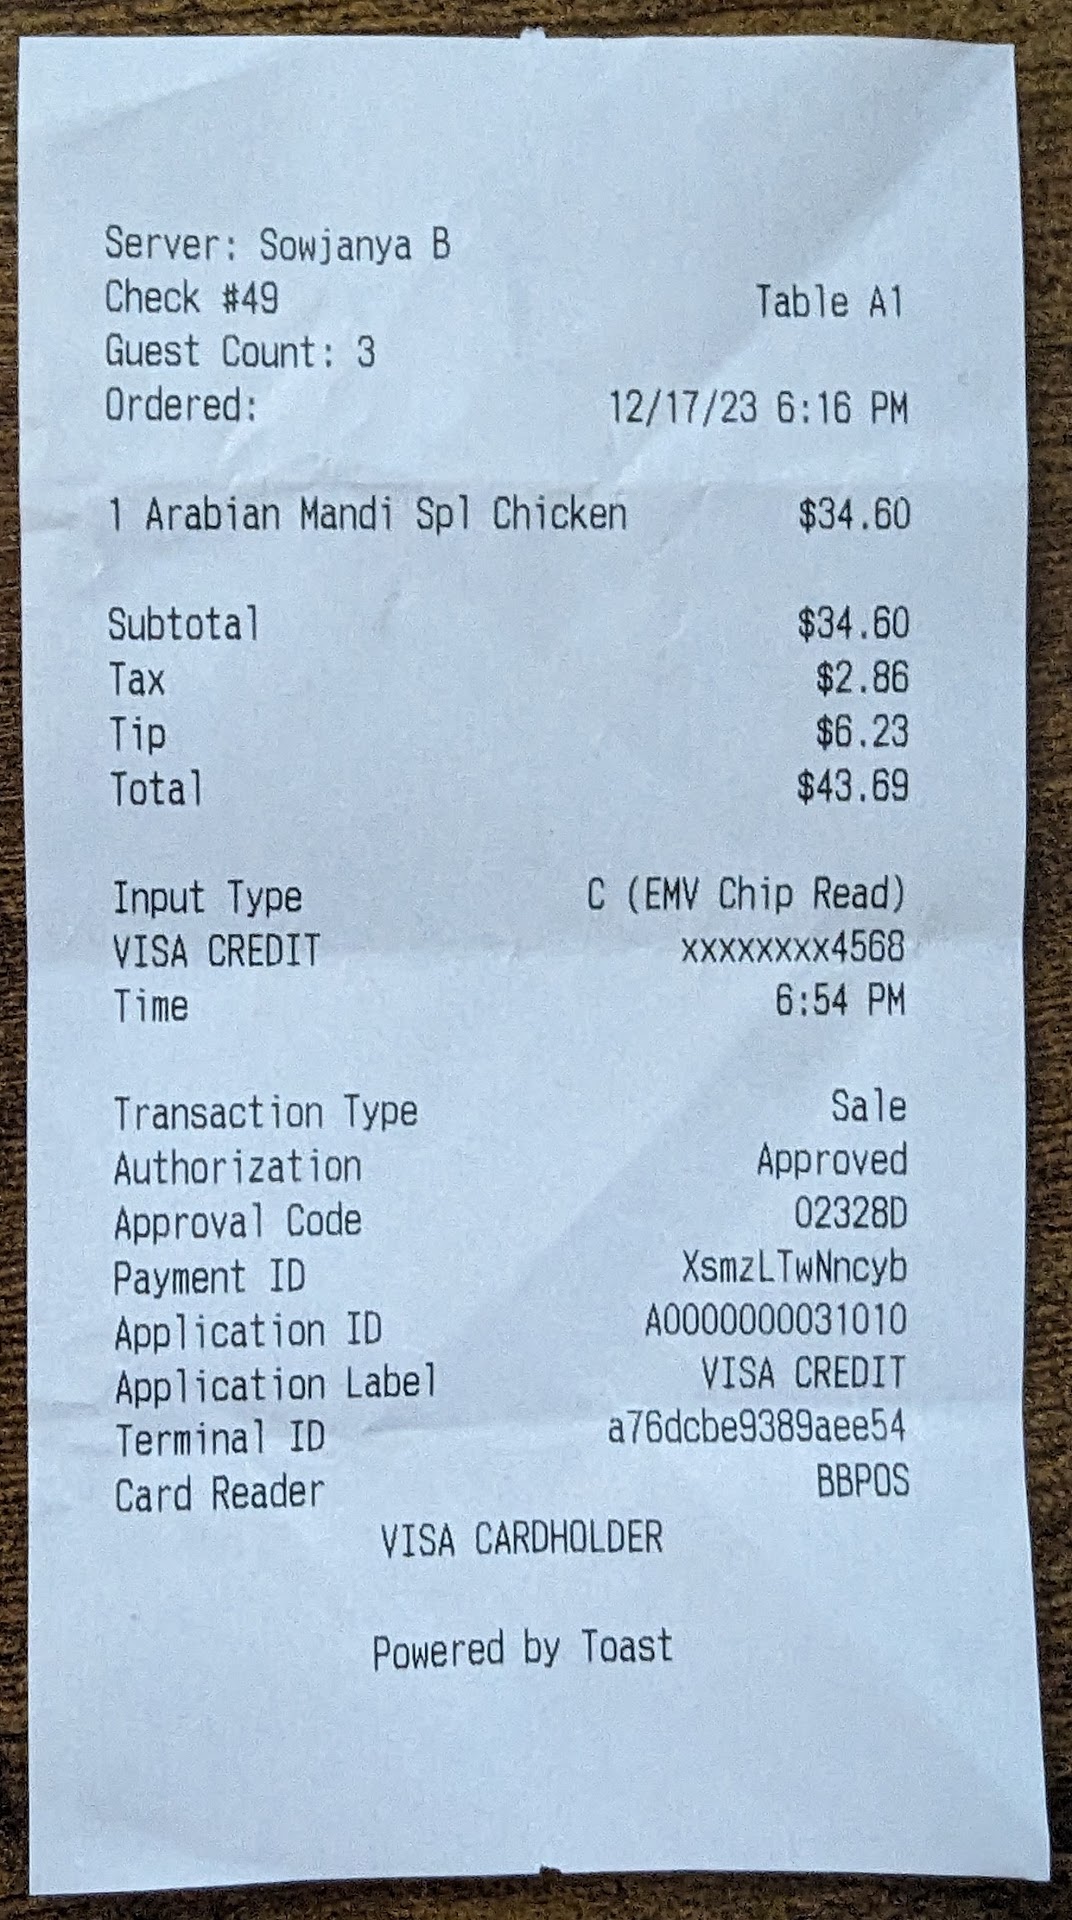 Server: Sowjanya B
Check #49 Table A1
Guest Count: 3
Ordered: 12/17/23 6:16 PM
1 Arabian Mandi Spl Chicken $34.60
Subtotal $34.60
Tax $2.86
Tip $6.23
Total $43.69
Input Type C (EMV Chip Read)
VISA CREDIT xxxxxxxx4568
Time 6:54 PM
Transaction Type Sale
Authorization Approved
Approval Code 02328D
Payment ID XsmzLTwNncyb
Application ID A0000000031010
Application Label VISA CREDIT
Terminal ID a76dcbe9389aee54
Card Reader BBPOS
VISA CARDHOLDER
Powered by Toast